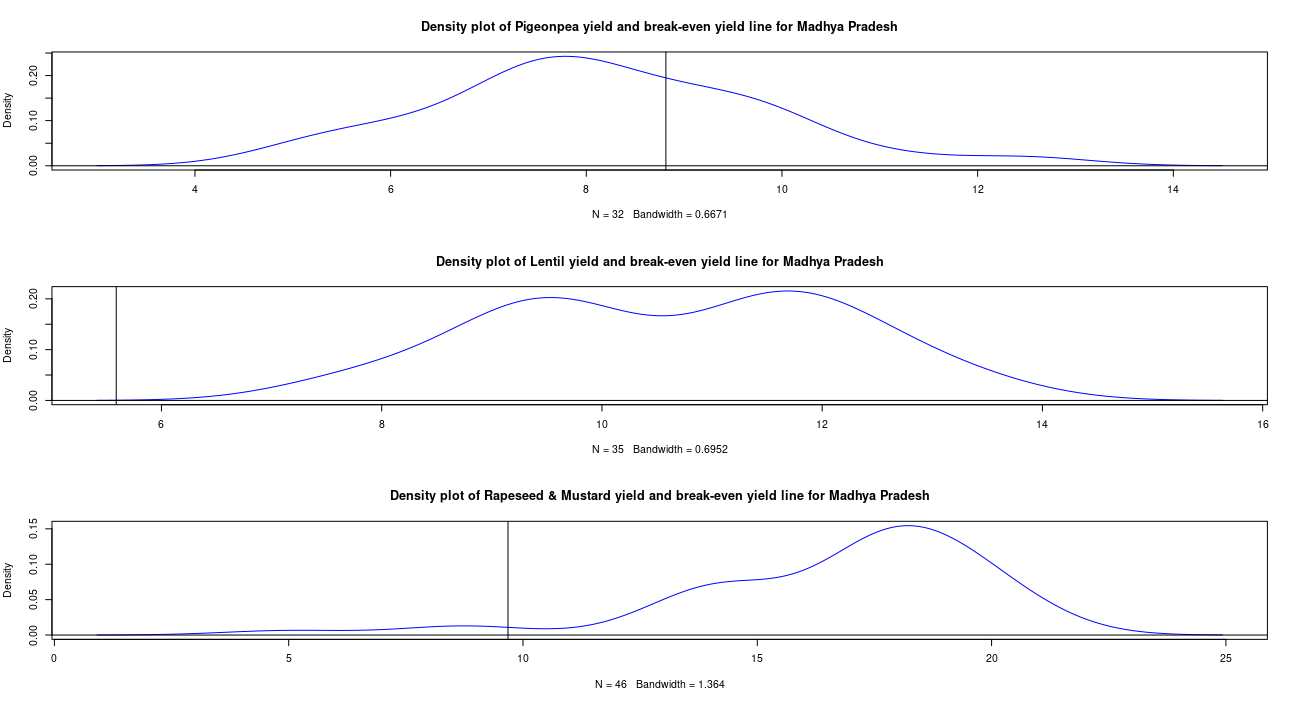 Density plot of Pigeonpea yield and break-even yield line for Madhya Pradesh
Density
0.00 0.10 0.20
4 6 8 10 12 14
N = 32 Bandwidth = 0.6671
Density plot of Lentil yield and break-even yield line for Madhya Pradesh
Density
0.00 0.10 0.20
6 8 10 12 14 16
N = 35 Bandwidth = 0.6952
Density plot of Rapeseed & Mustard yield and break-even yield line for Madhya Pradesh
Density
0.00 0.05 0.10 0.15
0 5 10 15 20 25
N = 46 Bandwidth = 1.364